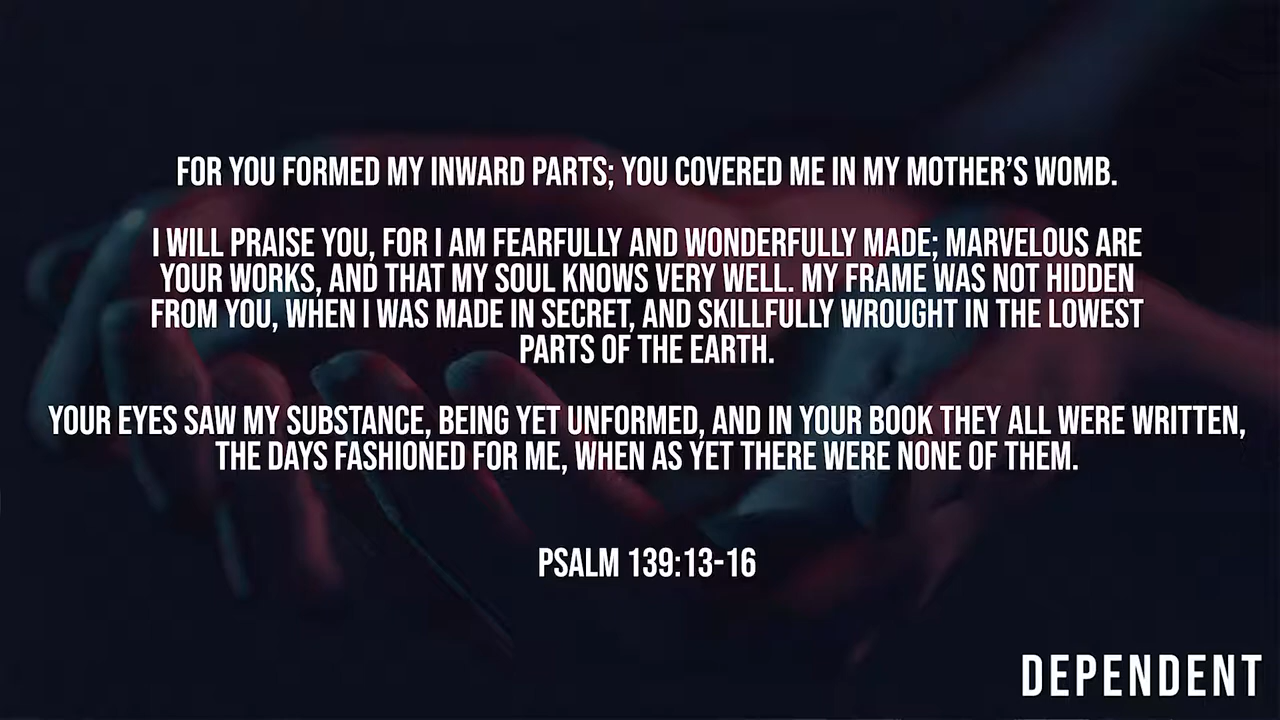 FOR YOU FORMED MY INWARD PARTS; YOU COVERED ME IN MY MOTHER’S WOMB.
I WILL PRAISE YOU, FOR I AM FEARFULLY AND WONDERFULLY MADE; MARVELOUS ARE
YOUR WORKS, AND THAT MY SOUL KNOWS VERY WELL. MY FRAME WAS NOT HIDDEN
FROM YOU, WHEN I WAS MADE IN SECRET, AND SKILLFULLY WROUGHT IN THE LOWEST
PARTS OF THE EARTH.
YOUR EYES SAW MY SUBSTANCE, BEING YET UNFORMED, AND IN YOUR BOOK THEY ALL WERE WRITTEN,
THE DAYS FASHIONED FOR ME, WHEN AS YET THERE WERE NONE OF THEM.
PSALM 139:13-16
DEPENDENT